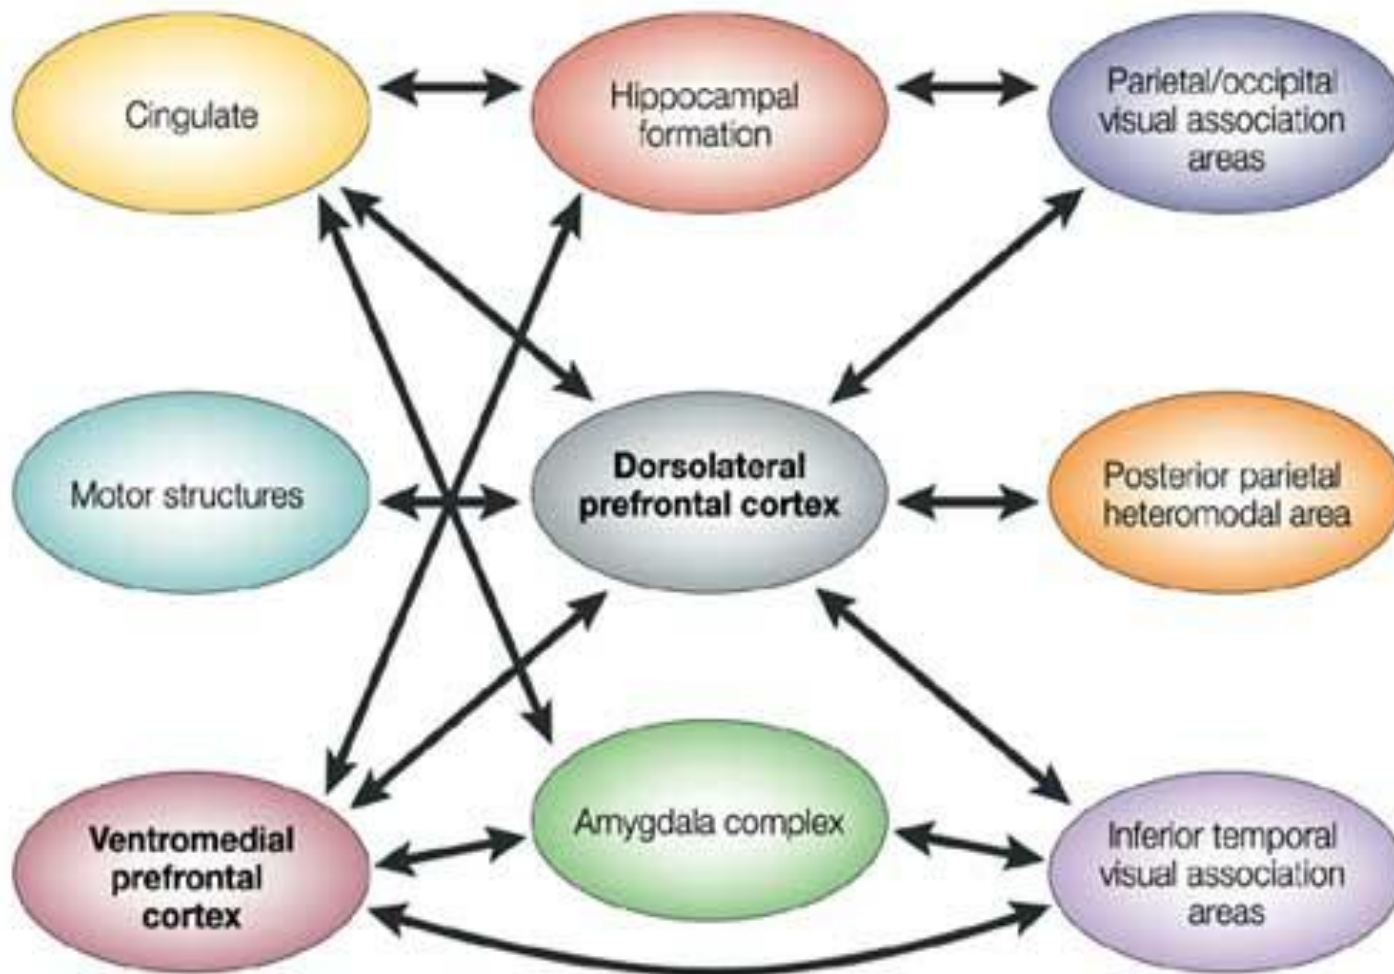 Cingulate
Hippocampal
formation
Parietal/occipital
visual association
areas
Motor structures
Dorsolateral
prefrontal cortex
Posterior parietal
heteromodal area
Ventromedial
prefrontal
cortex
Amygdala complex
Inferior temporal
visual association
areas